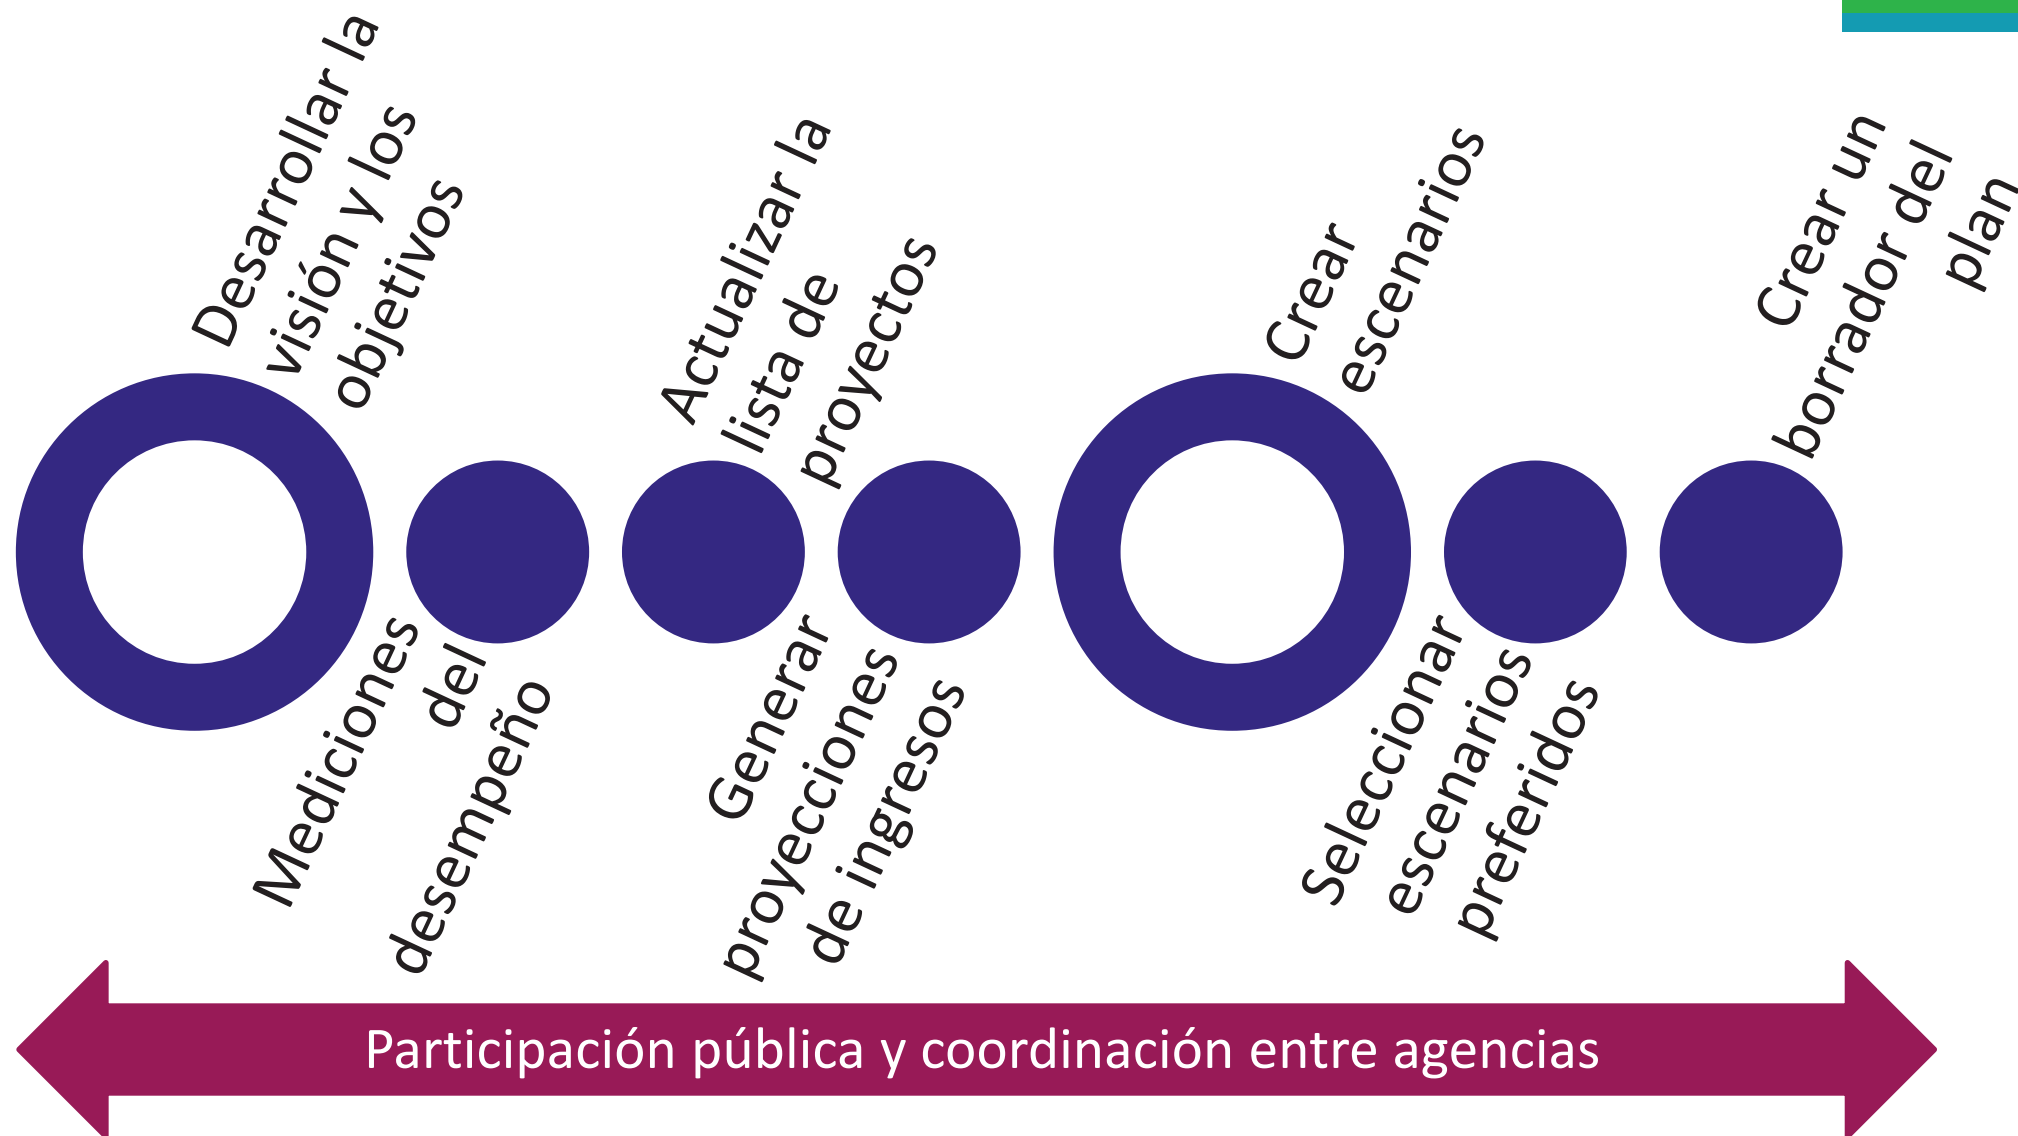 Desarrollar la
visión y los
objetivos
Mediciones
del
desempeño
Actualizar la
lista de
proyectos
Generar
proyecciones
de ingresos
Crear
escenarios
Seleccionar
escenarios
preferidos
Crear un
borrador del
plan
Participación pública y coordinación entre agencias